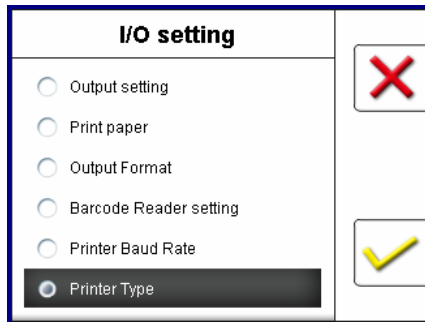 I/O setting
Output setting
Print paper
Output Format
Barcode Reader setting
Printer Baud Rate
Printer Type